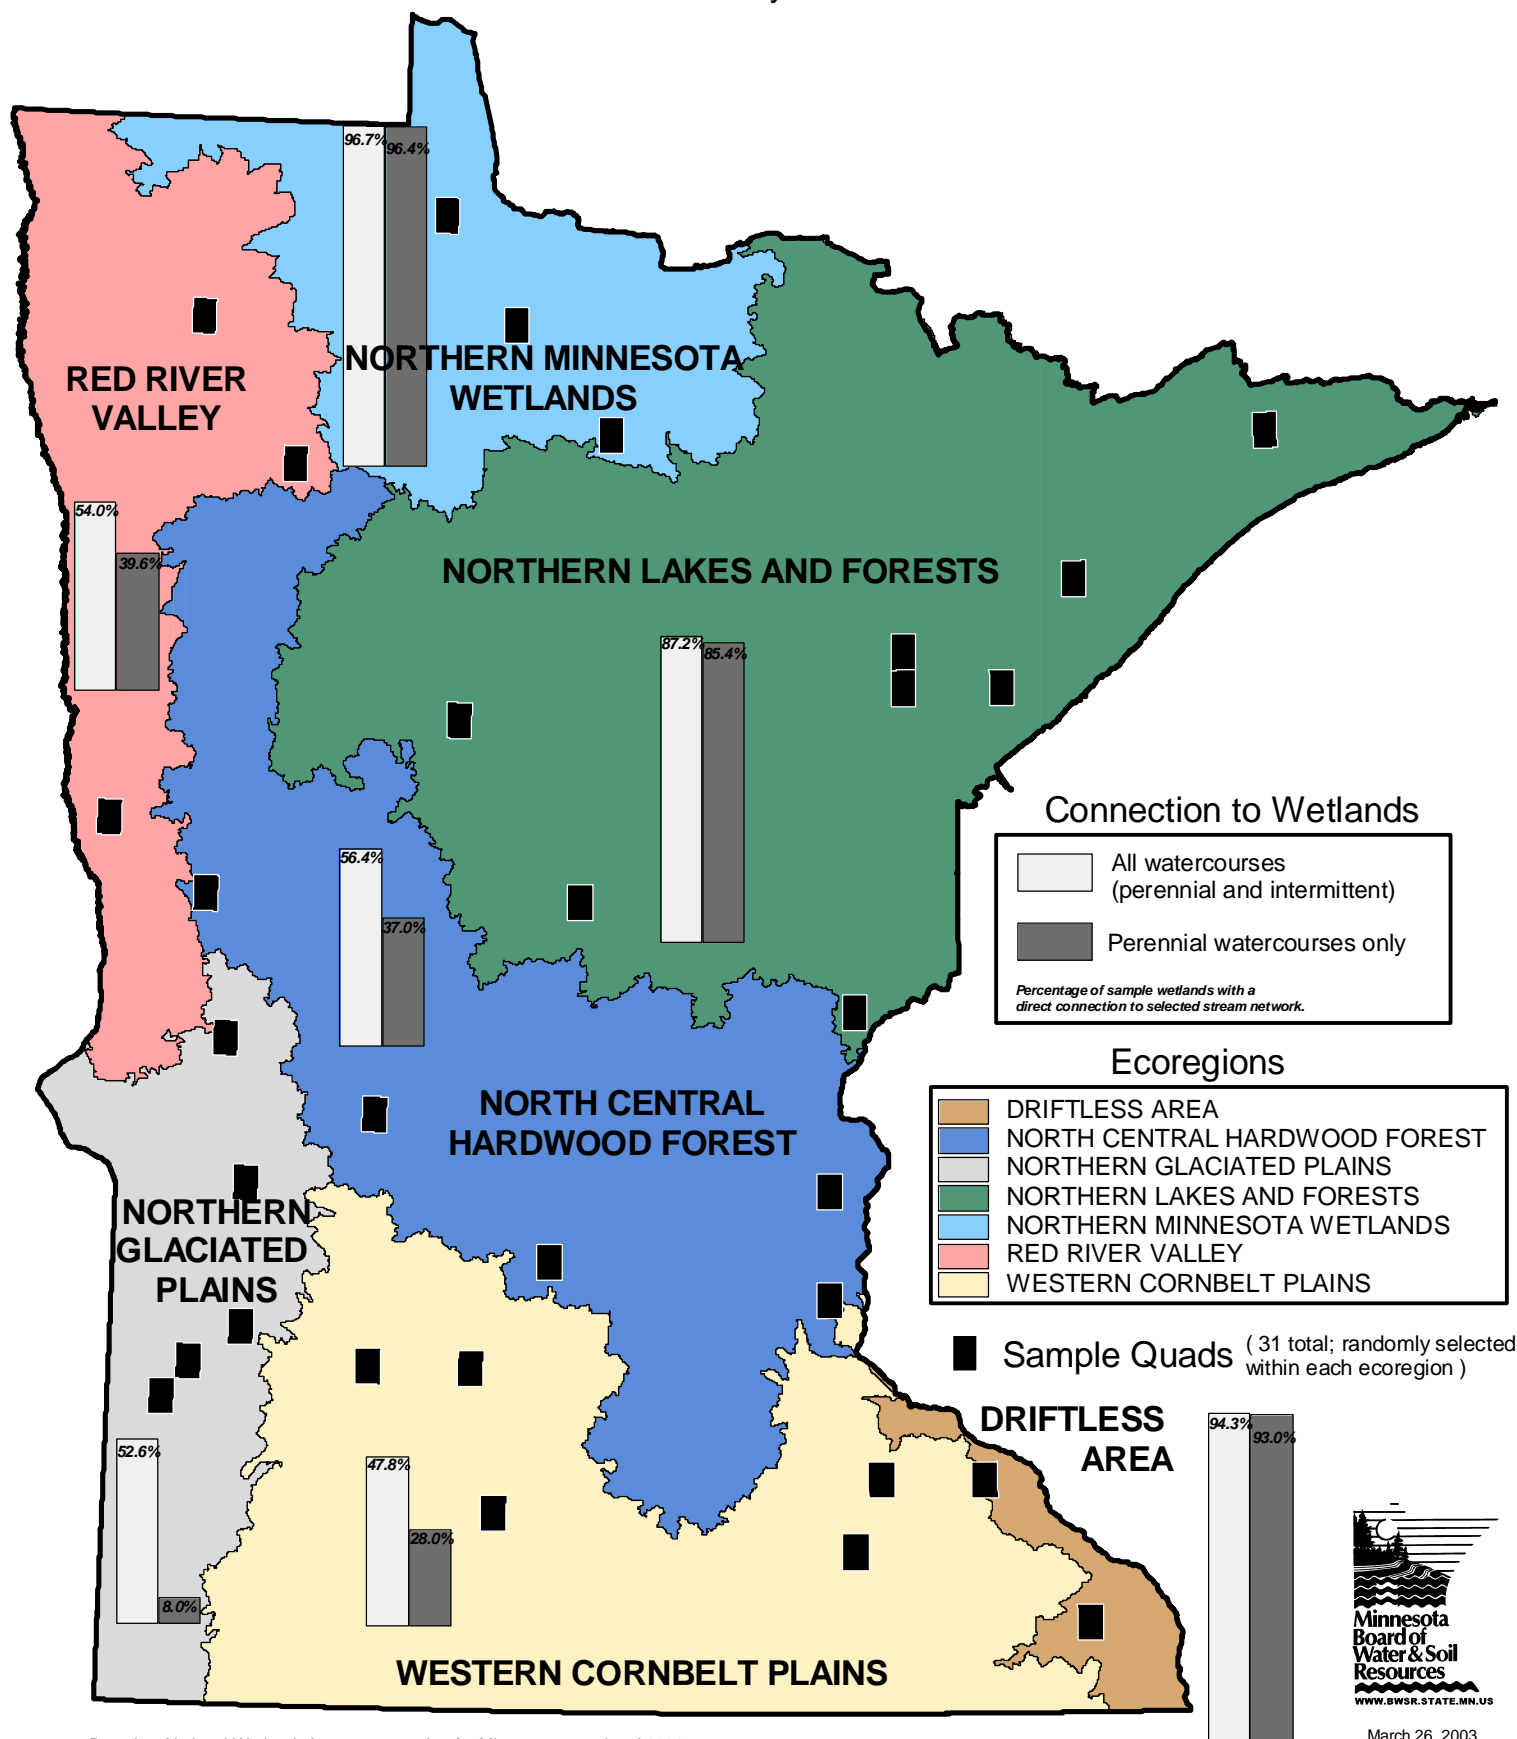 96.7%
96.4%
NORTHERN MINNESOTA
WETLANDS
RED RIVER
VALLEY
54.0%
39.6%
NORTHERN LAKES AND FORESTS
87.2%
85.4%
Connection to Wetlands
All watercourses
(perennial and intermittent)
Perennial watercourses only
Percentage of sample wetlands with a
direct connection to selected stream network.
56.4%
37.0%
Ecoregions
DRIFTLESS AREA
NORTH CENTRAL HARDWOOD FOREST
NORTHERN GLACIATED PLAINS
NORTHERN LAKES AND FORESTS
NORTHERN MINNESOTA WETLANDS
RED RIVER VALLEY
WESTERN CORNBELT PLAINS
NORTH CENTRAL
HARDWOOD FOREST
NORTHERN
GLACIATED
PLAINS
Sample Quads ( 31 total; randomly selected
within each ecoregion )
DRIFTLESS
AREA
94.3%
93.0%
52.6%
8.0%
47.8%
28.0%
WESTERN CORNBELT PLAINS
Minnesota
Board of
Water & Soil
Resources
WWW.BWSR.STATE.MN.US
March 26, 2003